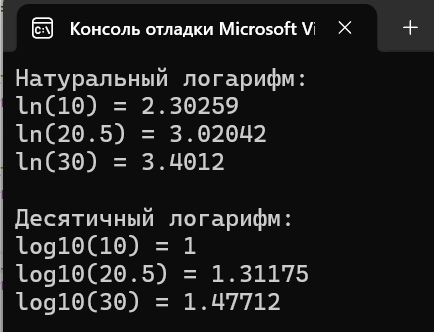 Консоль отладки Microsoft Vi
Натуральный логарифм:
ln(10) = 2.30259
ln(20.5) = 3.02042
ln(30) = 3.4012
Десятичный логарифм:
log10(10) = 1
log10(20.5) = 1.31175
log10(30) = 1.47712